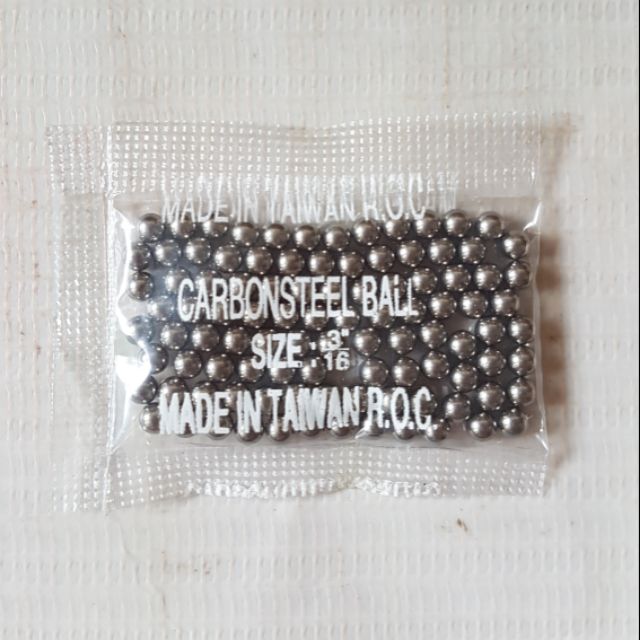 MADE IN TAIWAN R.O.C.
CARBONSTEEL BALL
SIZE : 3"
16
MADE IN TAIWAN R.O.C.